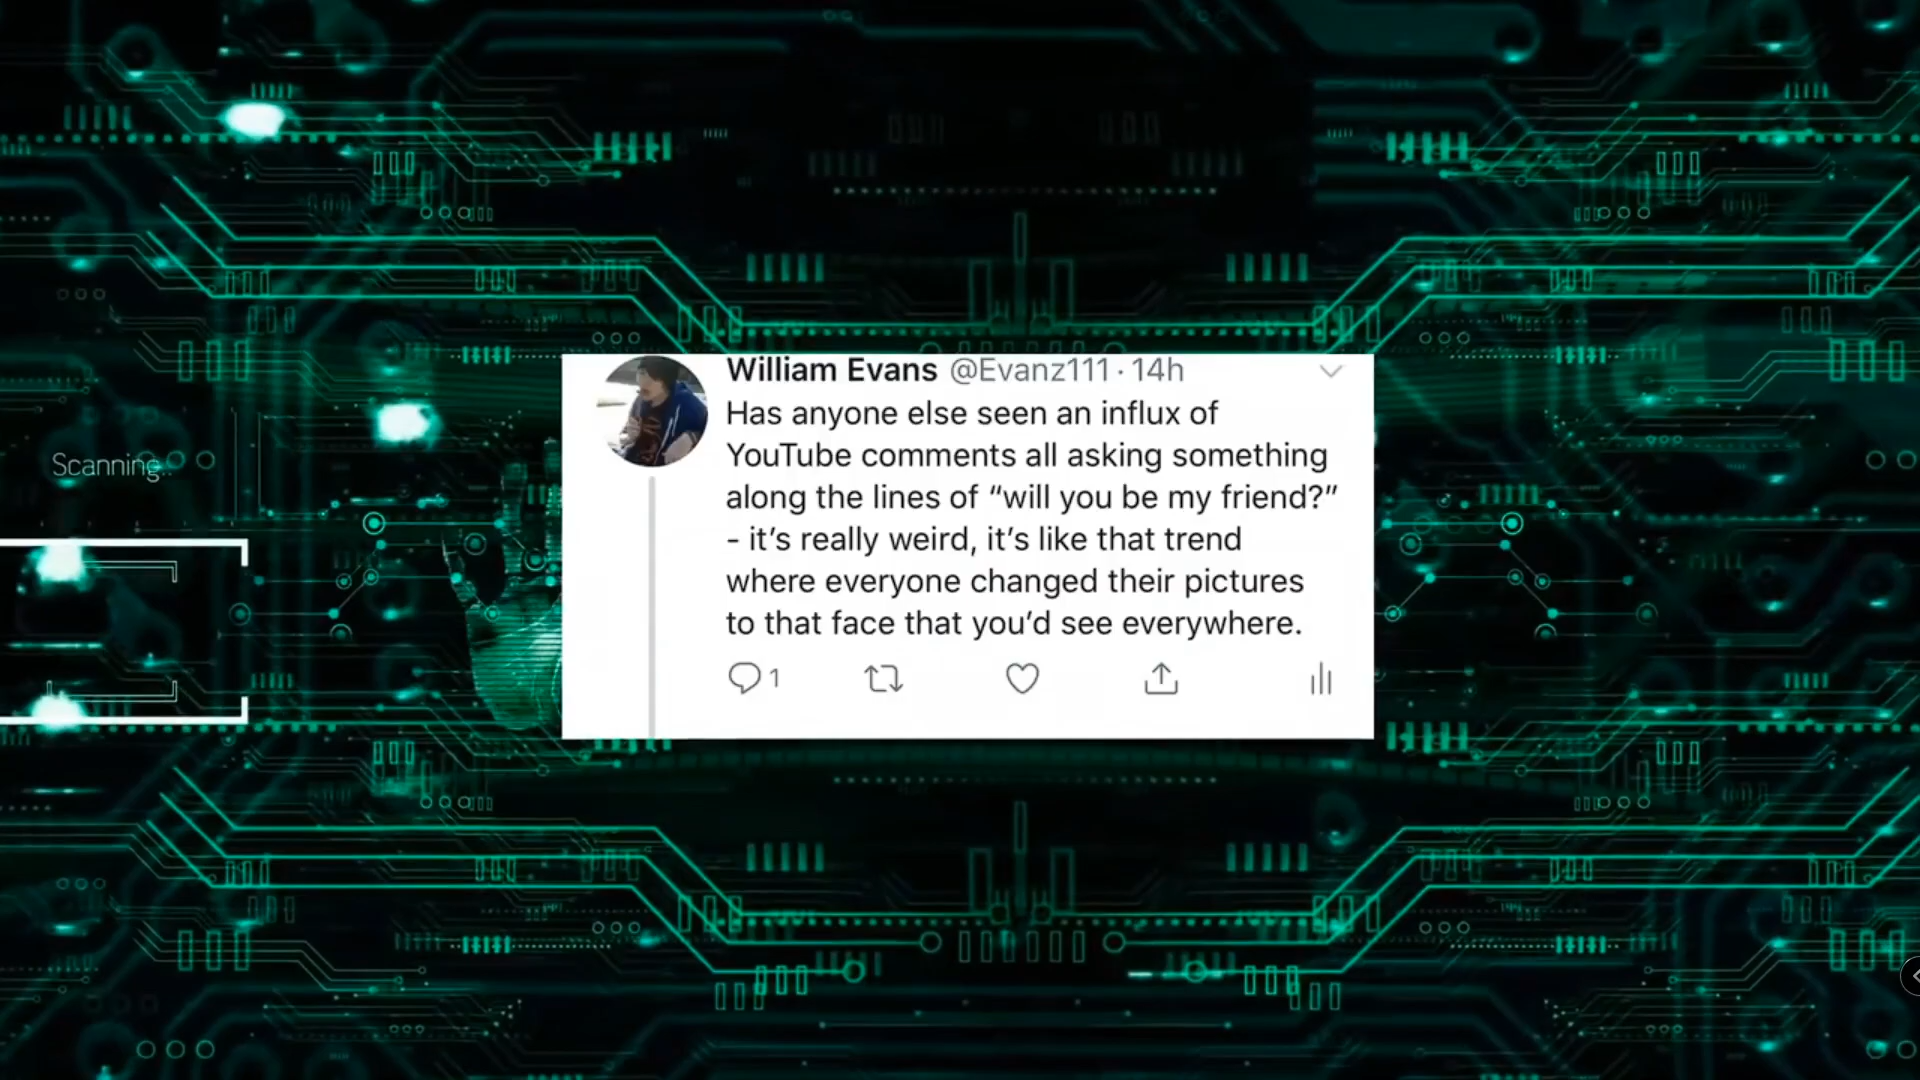 William Evans @Evanz111 · 14h
Has anyone else seen an influx of
YouTube comments all asking something
along the lines of “will you be my friend?”
- it’s really weird, it’s like that trend
where everyone changed their pictures
to that face that you’d see everywhere.
1
Scanning..